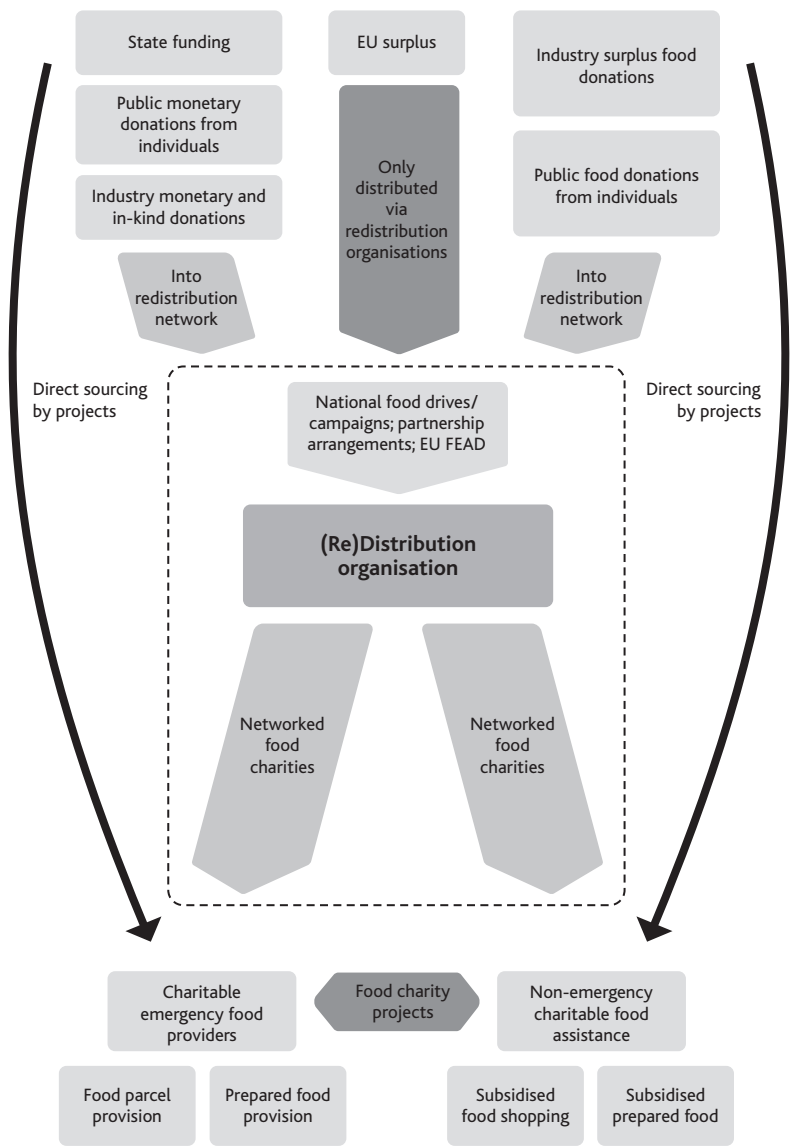 State funding
EU surplus
Industry surplus food
donations
Public monetary
donations from
individuals
Only
distributed
via
redistribution
organisations
Public food donations
from individuals
Industry monetary and
in-kind donations
Into
redistribution
network
Into
redistribution
network
Direct sourcing
by projects
Direct sourcing
by projects
National food drives/
campaigns; partnership
arrangements; EU FEAD
(Re)Distribution
organisation
Networked
food
charities
Networked
food
charities
Charitable
emergency food
providers
Food charity
projects
Non-emergency
charitable food
assistance
Food parcel
provision
Prepared food
provision
Subsidised
food shopping
Subsidised
prepared food